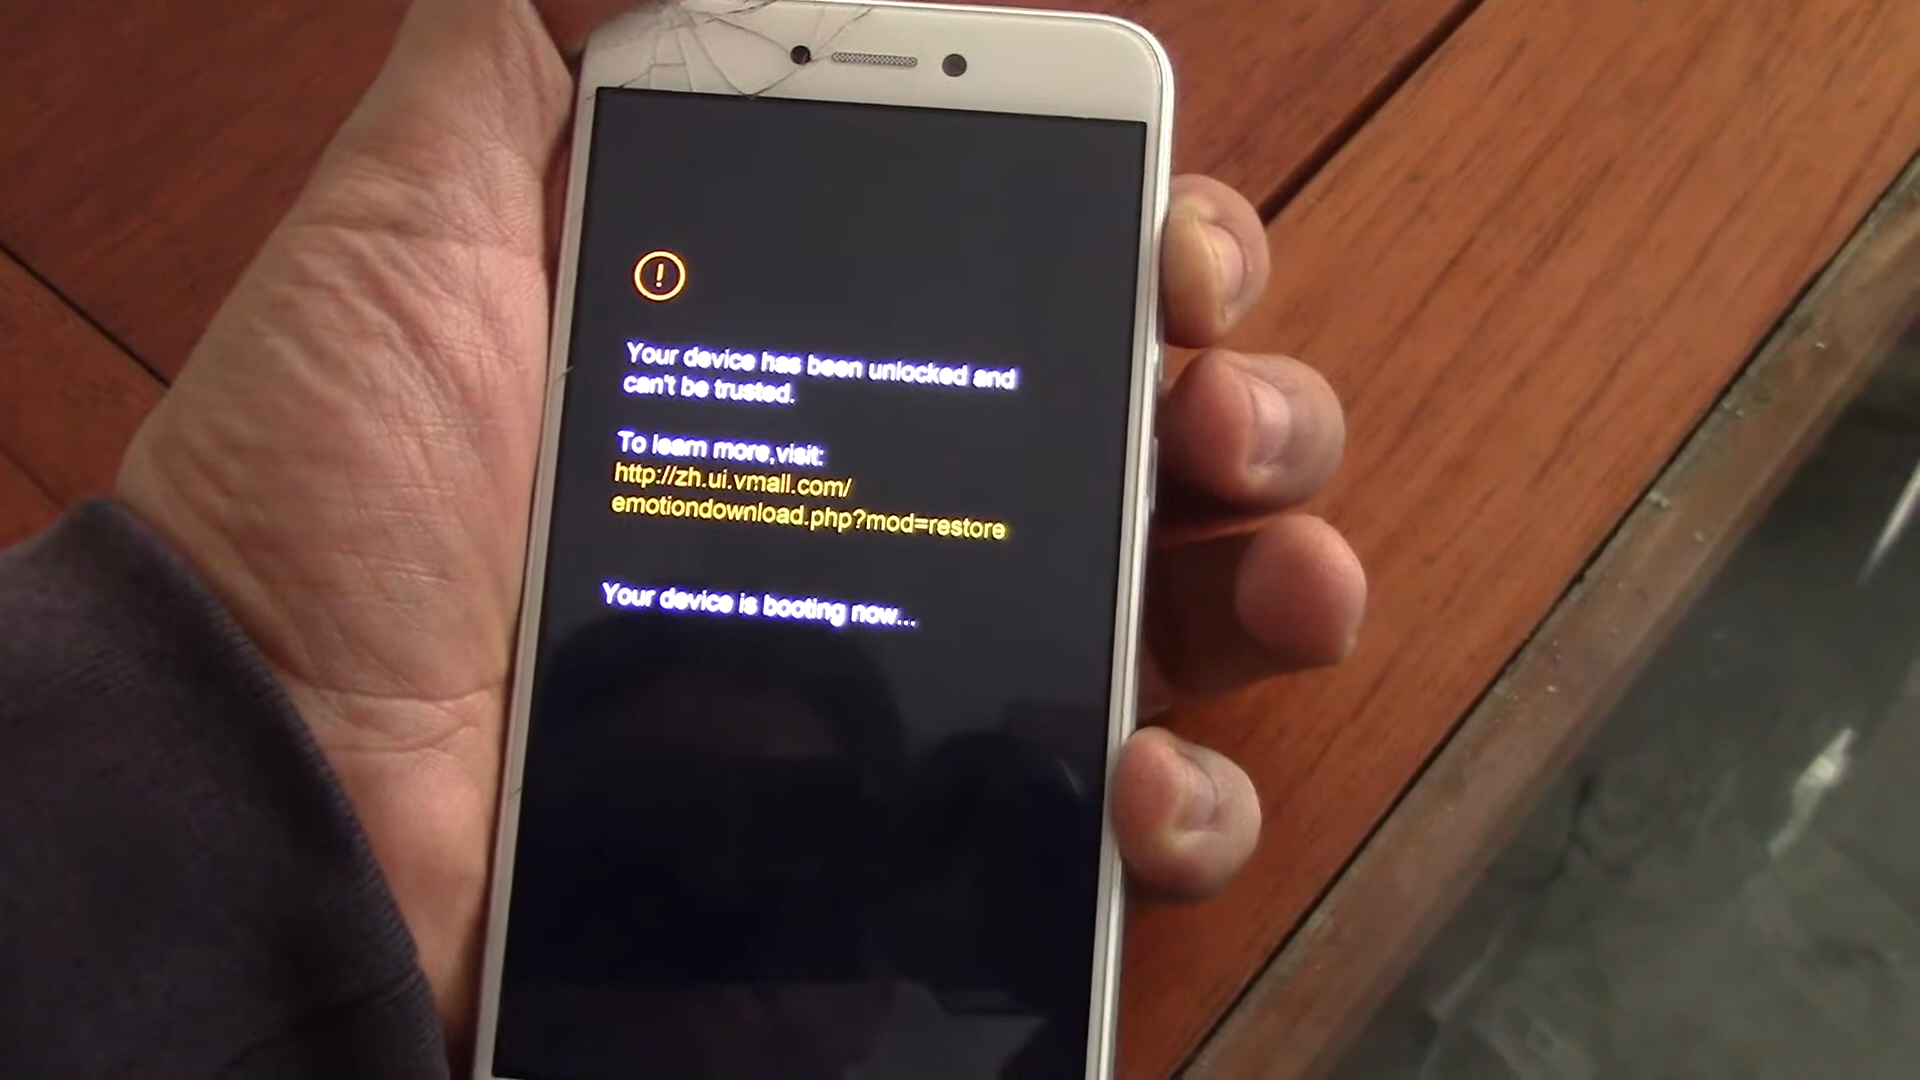 Your device has been unlocked and
can't be trusted.
To learn more,visit:
http://zh.ui.vmall.com/
emotiondownload.php?mod=restore
Your device is booting now...